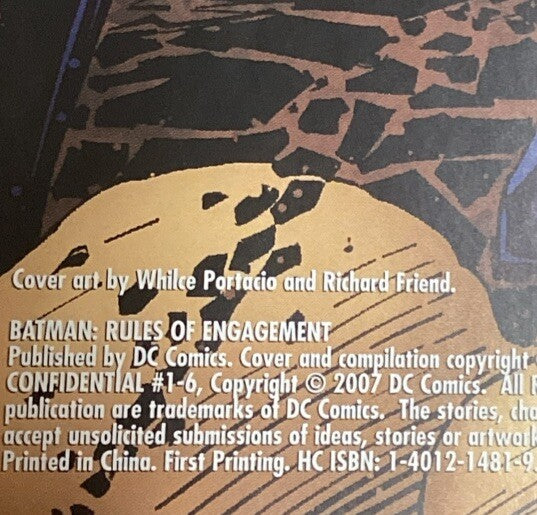 Cover art by Whilce Portacio and Richard Friend.
BATMAN: RULES OF ENGAGEMENT
Published by DC Comics. Cover and compilation copyright
CONFIDENTIAL #1-6, Copyright © 2007 DC Comics. All
publication are trademarks of DC Comics. The stories,
accept unsolicited submissions of ideas, stories or artwork
Printed in China. First Printing. HC ISBN: 1-4012-1481-9.